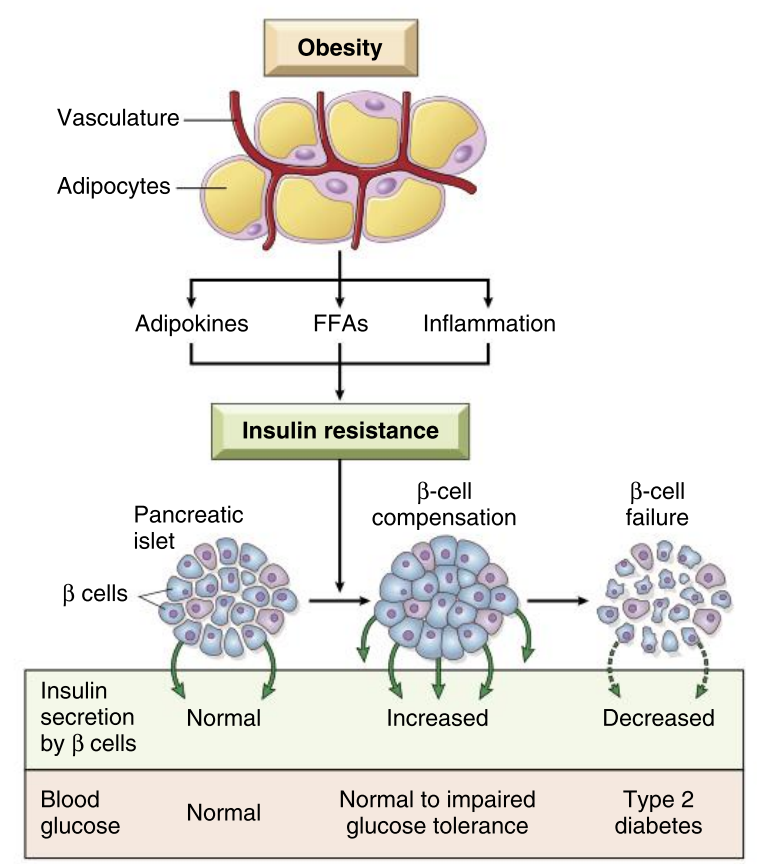 Obesity
Vasculature
Adipocytes
Adipokines
FFAs
Inflammation
Insulin resistance
Pancreatic
islet
β-cell
compensation
β-cell
failure
β cells
Insulin
secretion
by β cells
Normal
Increased
Decreased
Blood
glucose
Normal
Normal to impaired
glucose tolerance
Type 2
diabetes